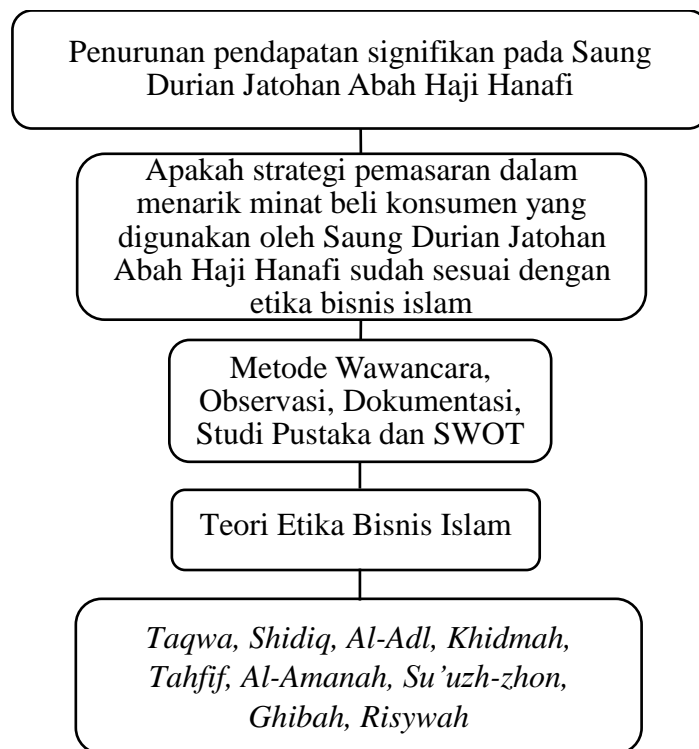 Penurunan pendapatan signifikan pada Saung
Durian Jatohan Abah Haji Hanafi
Apakah strategi pemasaran dalam
menarik minat beli konsumen yang
digunakan oleh Saung Durian Jatohan
Abah Haji Hanafi sudah sesuai dengan
etika bisnis islam
Metode Wawancara,
Observasi, Dokumentasi,
Studi Pustaka dan SWOT
Teori Etika Bisnis Islam
Taqwa, Shidiq, Al-Adl, Khidmah,
Tahfif, Al-Amanah, Su’uzh-zhon,
Ghibah, Risywah